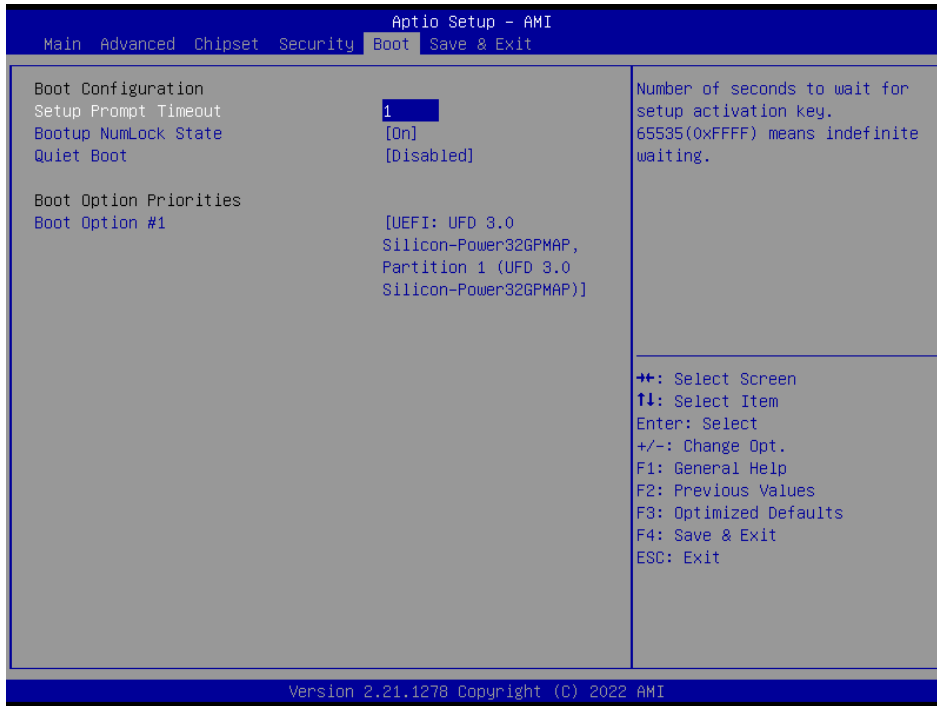 Aptio Setup - AMI
Main Advanced Chipset Security Boot Save & Exit
Boot Configuration
Setup Prompt Timeout 1
Bootup NumLock State [On]
Quiet Boot [Disabled]
Boot Option Priorities
Boot Option #1 [UEFI: UFD 3.0
Silicon-Power32GPMAP,
Partition 1 (UFD 3.0
Silicon-Power32GPMAP)]
Number of seconds to wait for
setup activation key.
65535(0xFFFF) means indefinite
waiting.
→←: Select Screen
↑↓: Select Item
Enter: Select
+/-: Change Opt.
F1: General Help
F2: Previous Values
F3: Optimized Defaults
F4: Save & Exit
ESC: Exit
Version 2.21.1278 Copyright (C) 2022 AMI